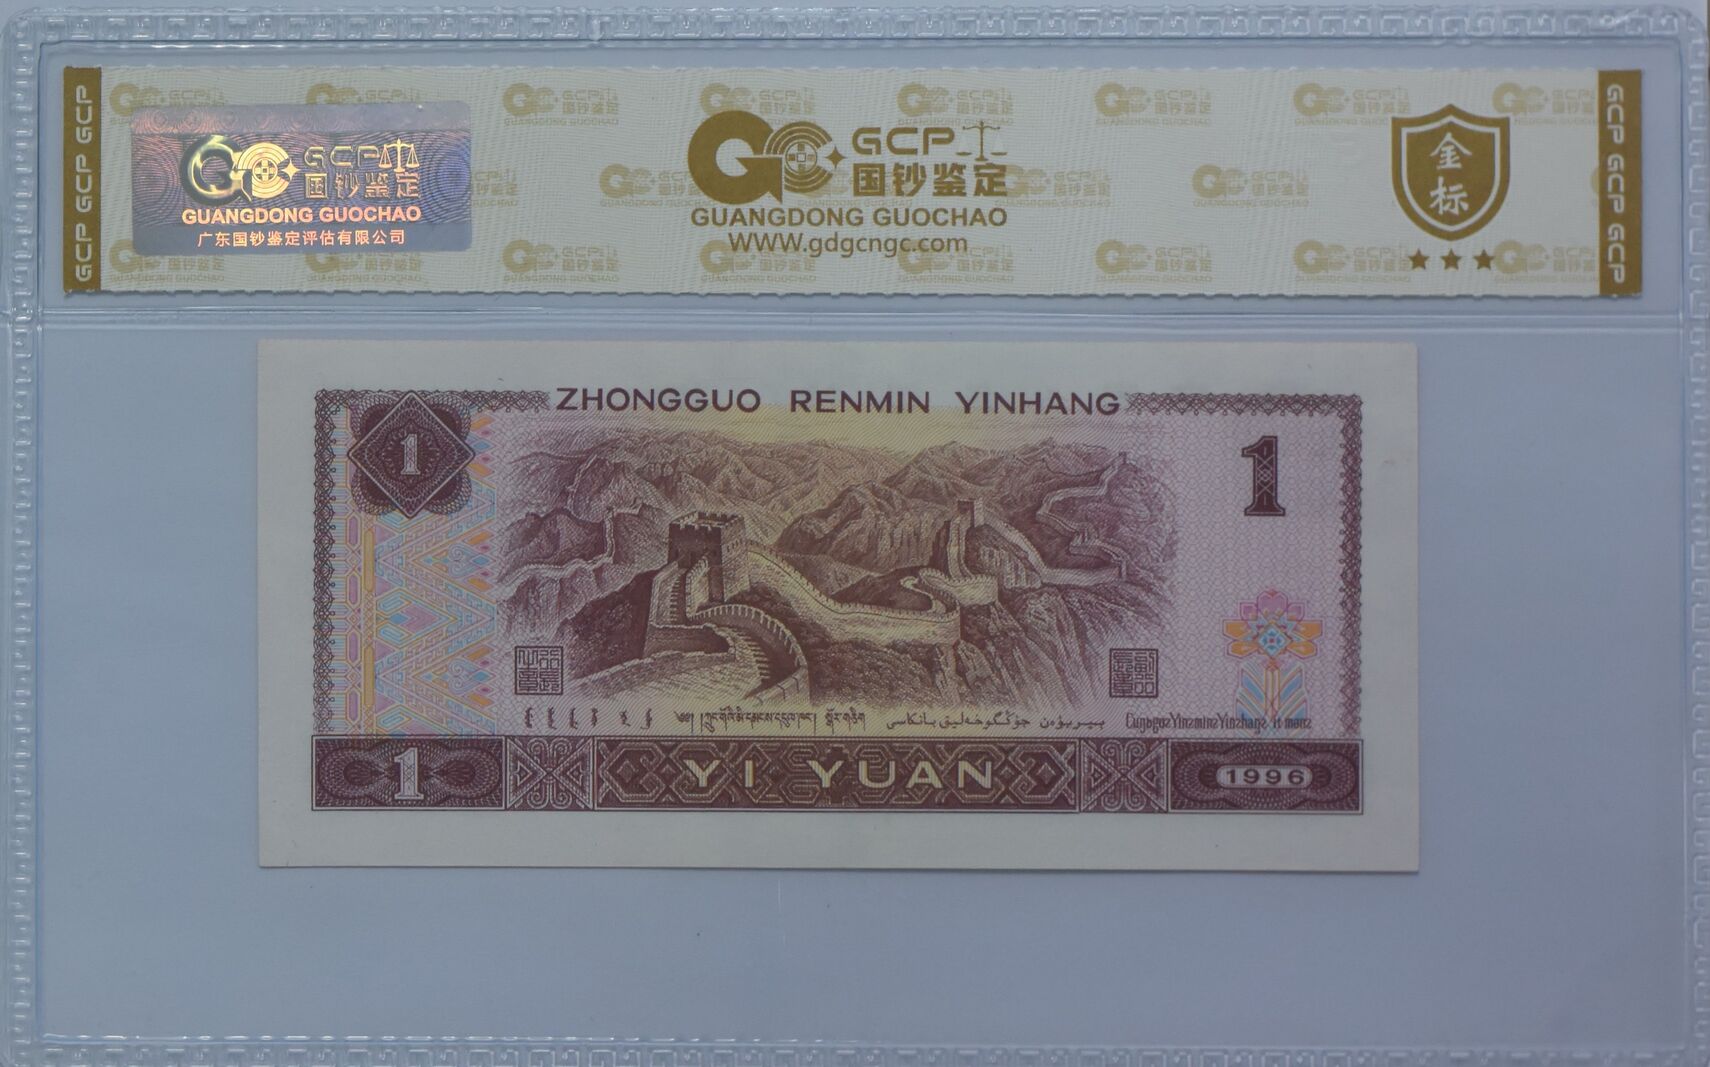 GCP GCP GCP
GCP
国钞鉴定
GUANGDONG GUOCHAO
广东国钞鉴定评估有限公司
GCP
国钞鉴定
GUANGDONG GUOCHAO
WWW.gdgcngc.com
金标
GCP GCP GCP
ZHONGGUO RENMIN YINHANG
1
1
YI YUAN
1
1996